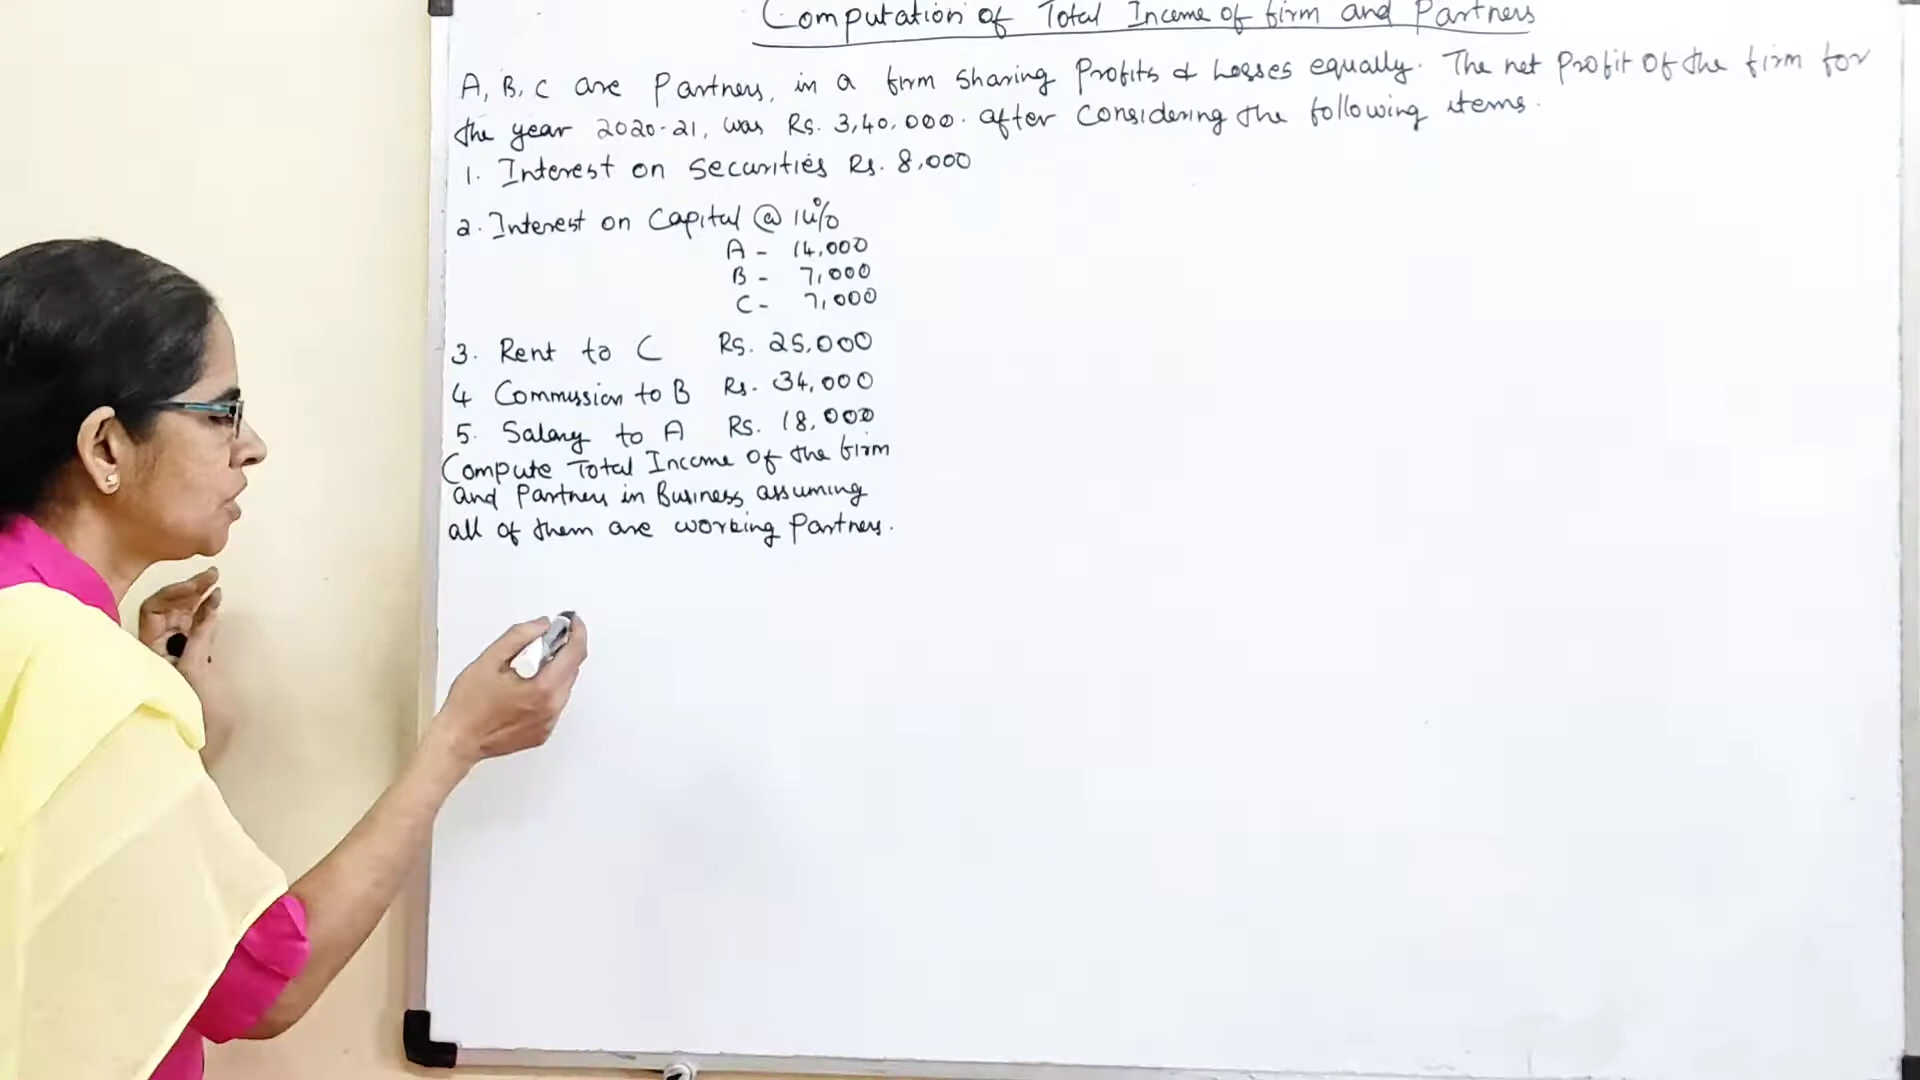 Computation of Total Income of firm and Partners
A, B, C are Partners, in a firm sharing Profits & Losses equally. The net Profit of the firm for
the year 2020-21, was Rs. 3,40,000. after Considering the following items.
1. Interest on securities Rs. 8,000
2. Interest on Capital @ 14%
A - 14,000
B - 7,000
C - 7,000
3. Rent to C Rs. 25,000
4 Commission to B Rs. 34,000
5. Salary to A Rs. 18,000
Compute Total Income of the firm
and Partners in Business assuming
all of them are working Partners.